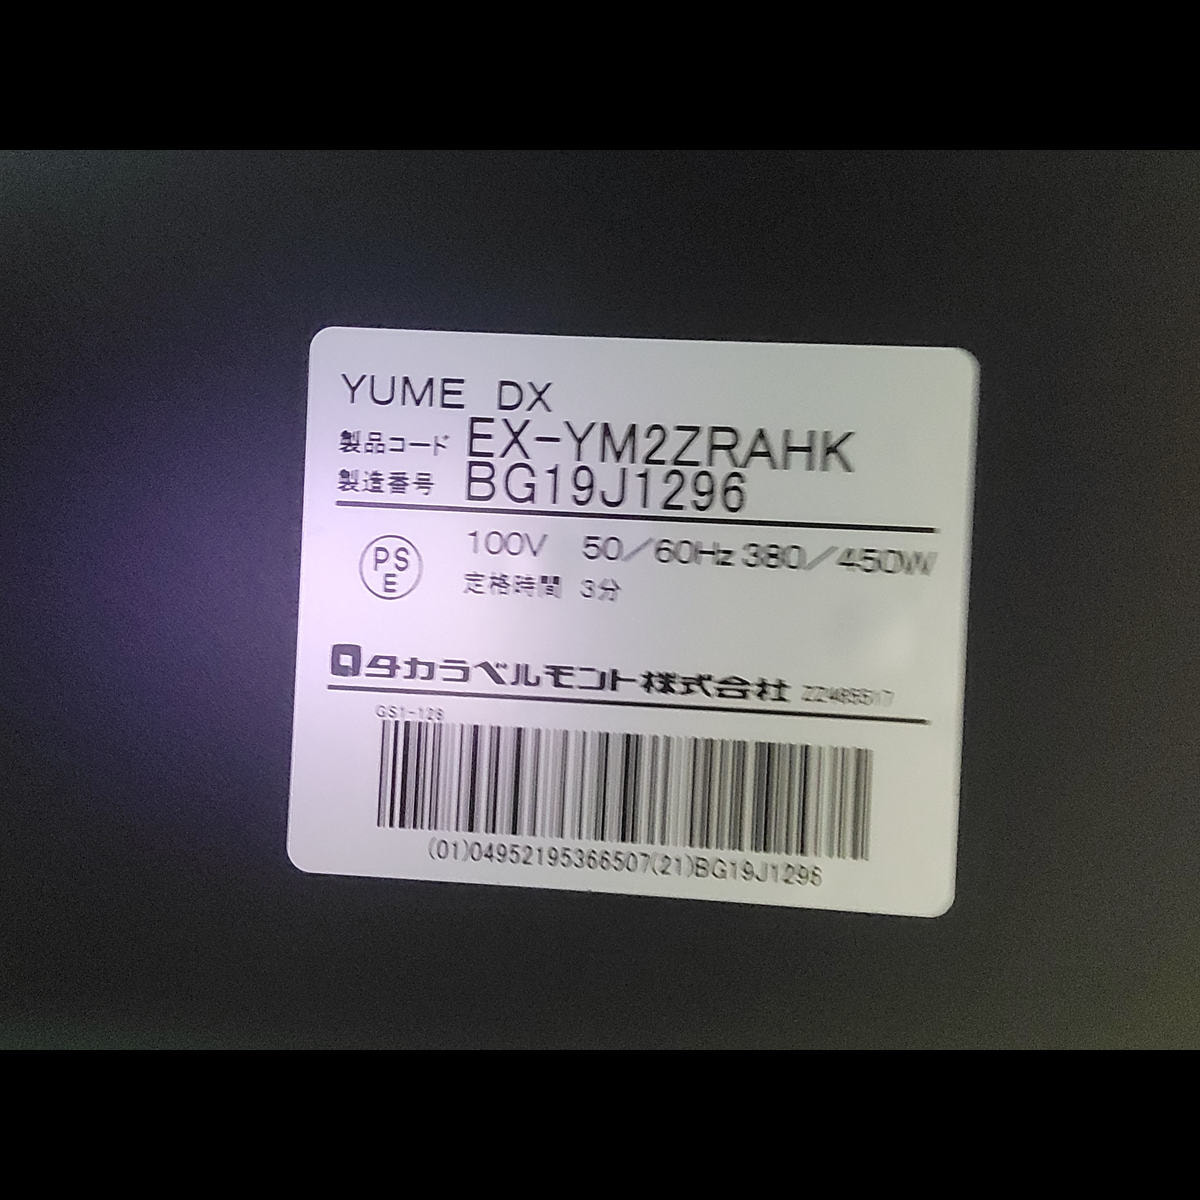 YUME DX
製品コード EX-YM2ZRAHK
製造番号 BG19J1296
PS
E
100V 50/60Hz 380/450W
定格時間 3分
タカラベルモント株式会社 ZZ485517
GS1-128
(01)04952195366507(21)BG19J1296